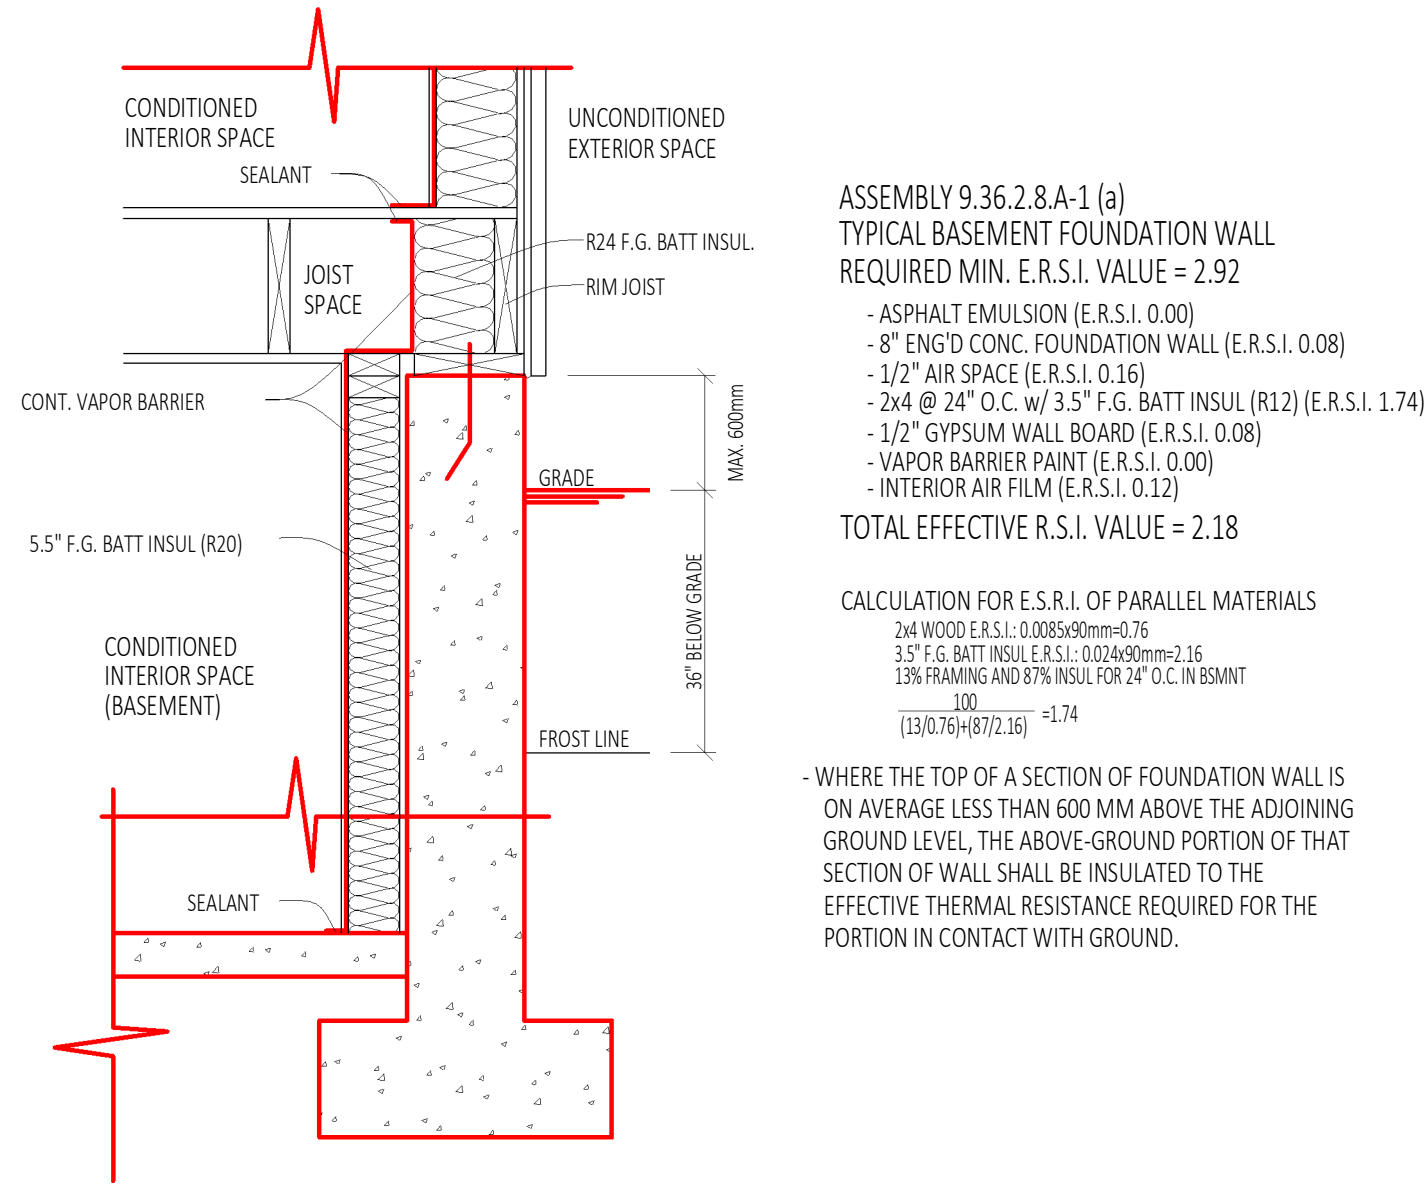 CONDITIONED
INTERIOR SPACE
SEALANT
UNCONDITIONED
EXTERIOR SPACE
R24 F.G. BATT INSUL.
RIM JOIST
JOIST
SPACE
CONT. VAPOR BARRIER
MAX. 600mm
GRADE
5.5" F.G. BATT INSUL (R20)
36" BELOW GRADE
CONDITIONED
INTERIOR SPACE
(BASEMENT)
FROST LINE
SEALANT
ASSEMBLY 9.36.2.8.A-1 (a)
TYPICAL BASEMENT FOUNDATION WALL
REQUIRED MIN. E.R.S.I. VALUE = 2.92
- ASPHALT EMULSION (E.R.S.I. 0.00)
- 8" ENG'D CONC. FOUNDATION WALL (E.R.S.I. 0.08)
- 1/2" AIR SPACE (E.R.S.I. 0.16)
- 2x4 @ 24" O.C. w/ 3.5" F.G. BATT INSUL (R12) (E.R.S.I. 1.74)
- 1/2" GYPSUM WALL BOARD (E.R.S.I. 0.08)
- VAPOR BARRIER PAINT (E.R.S.I. 0.00)
- INTERIOR AIR FILM (E.R.S.I. 0.12)
TOTAL EFFECTIVE R.S.I. VALUE = 2.18
CALCULATION FOR E.S.R.I. OF PARALLEL MATERIALS
2x4 WOOD E.R.S.I.: 0.0085x90mm=0.76
3.5" F.G. BATT INSUL E.R.S.I.: 0.024x90mm=2.16
13% FRAMING AND 87% INSUL FOR 24" O.C. IN BSMNT
100
(13/0.76)+(87/2.16) =1.74
- WHERE THE TOP OF A SECTION OF FOUNDATION WALL IS
ON AVERAGE LESS THAN 600 MM ABOVE THE ADJOINING
GROUND LEVEL, THE ABOVE-GROUND PORTION OF THAT
SECTION OF WALL SHALL BE INSULATED TO THE
EFFECTIVE THERMAL RESISTANCE REQUIRED FOR THE
PORTION IN CONTACT WITH GROUND.